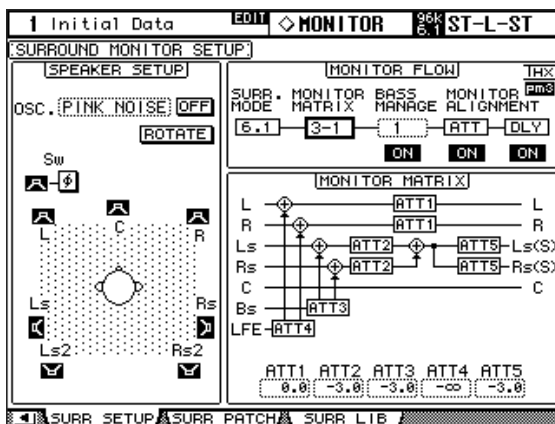 1 Initial Data EDIT ◇MONITOR 96K 6.1 ST-L-ST
SURROUND MONITOR SETUP
SPEAKER SETUP
OSC. PINK NOISE OFF
ROTATE
Sw
ϕ
L C R
Ls Rs
Ls2 Rs2
MONITOR FLOW THX
pm3
SURR. MODE MONITOR MATRIX BASS MANAGE MONITOR ALIGNMENT
6.1 3-1 1 ATT DLY
ON ON ON
MONITOR MATRIX
L ATT1 L
R ATT1 R
Ls ATT2 ATT5 Ls(S)
Rs ATT2 ATT5 Rs(S)
C C
Bs ATT3
LFE ATT4
ATT1 ATT2 ATT3 ATT4 ATT5
0.0 -3.0 -3.0 -∞ -3.0
SURR SETUP SURR PATCH SURR LIB